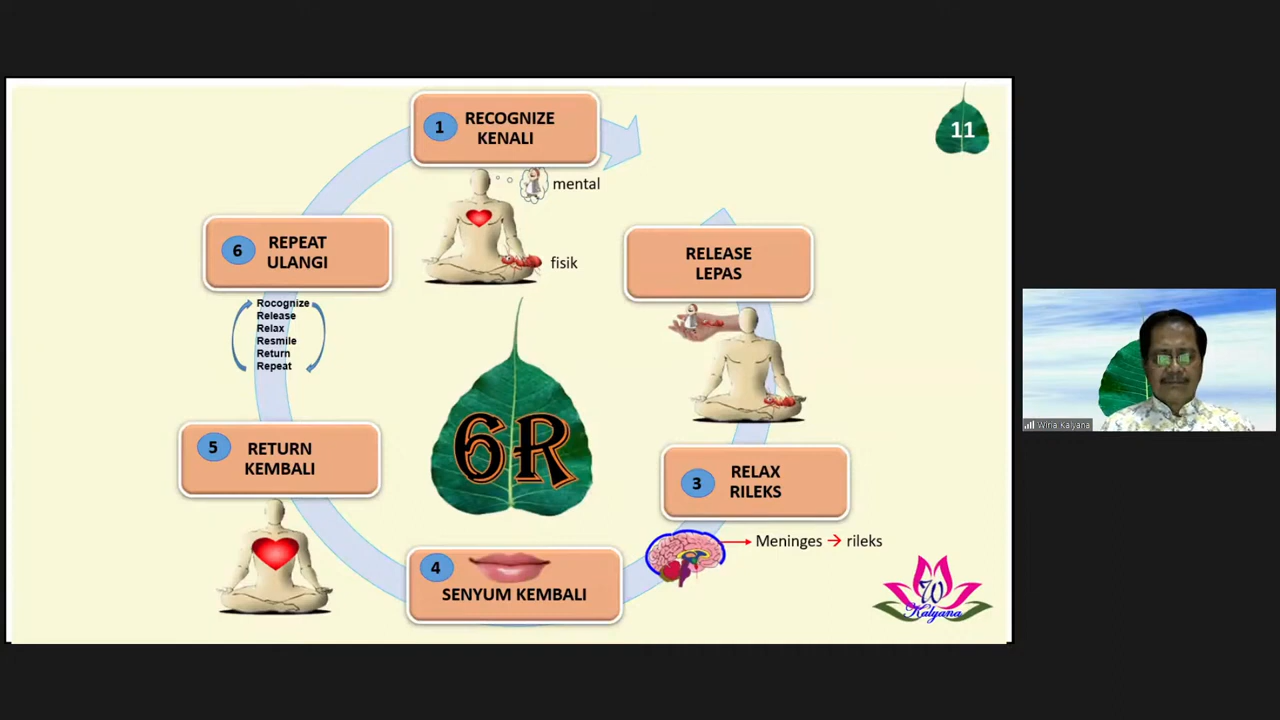 11
1
RECOGNIZE
KENALI
mental
fisik
RELEASE
LEPAS
3
RELAX
RILEKS
Meninges → rileks
4
SENYUM KEMBALI
5
RETURN
KEMBALI
6
REPEAT
ULANGI
Rocognize
Release
Relax
Resmile
Return
Repeat
6R
W
Kalyana
Wiria Kalyana